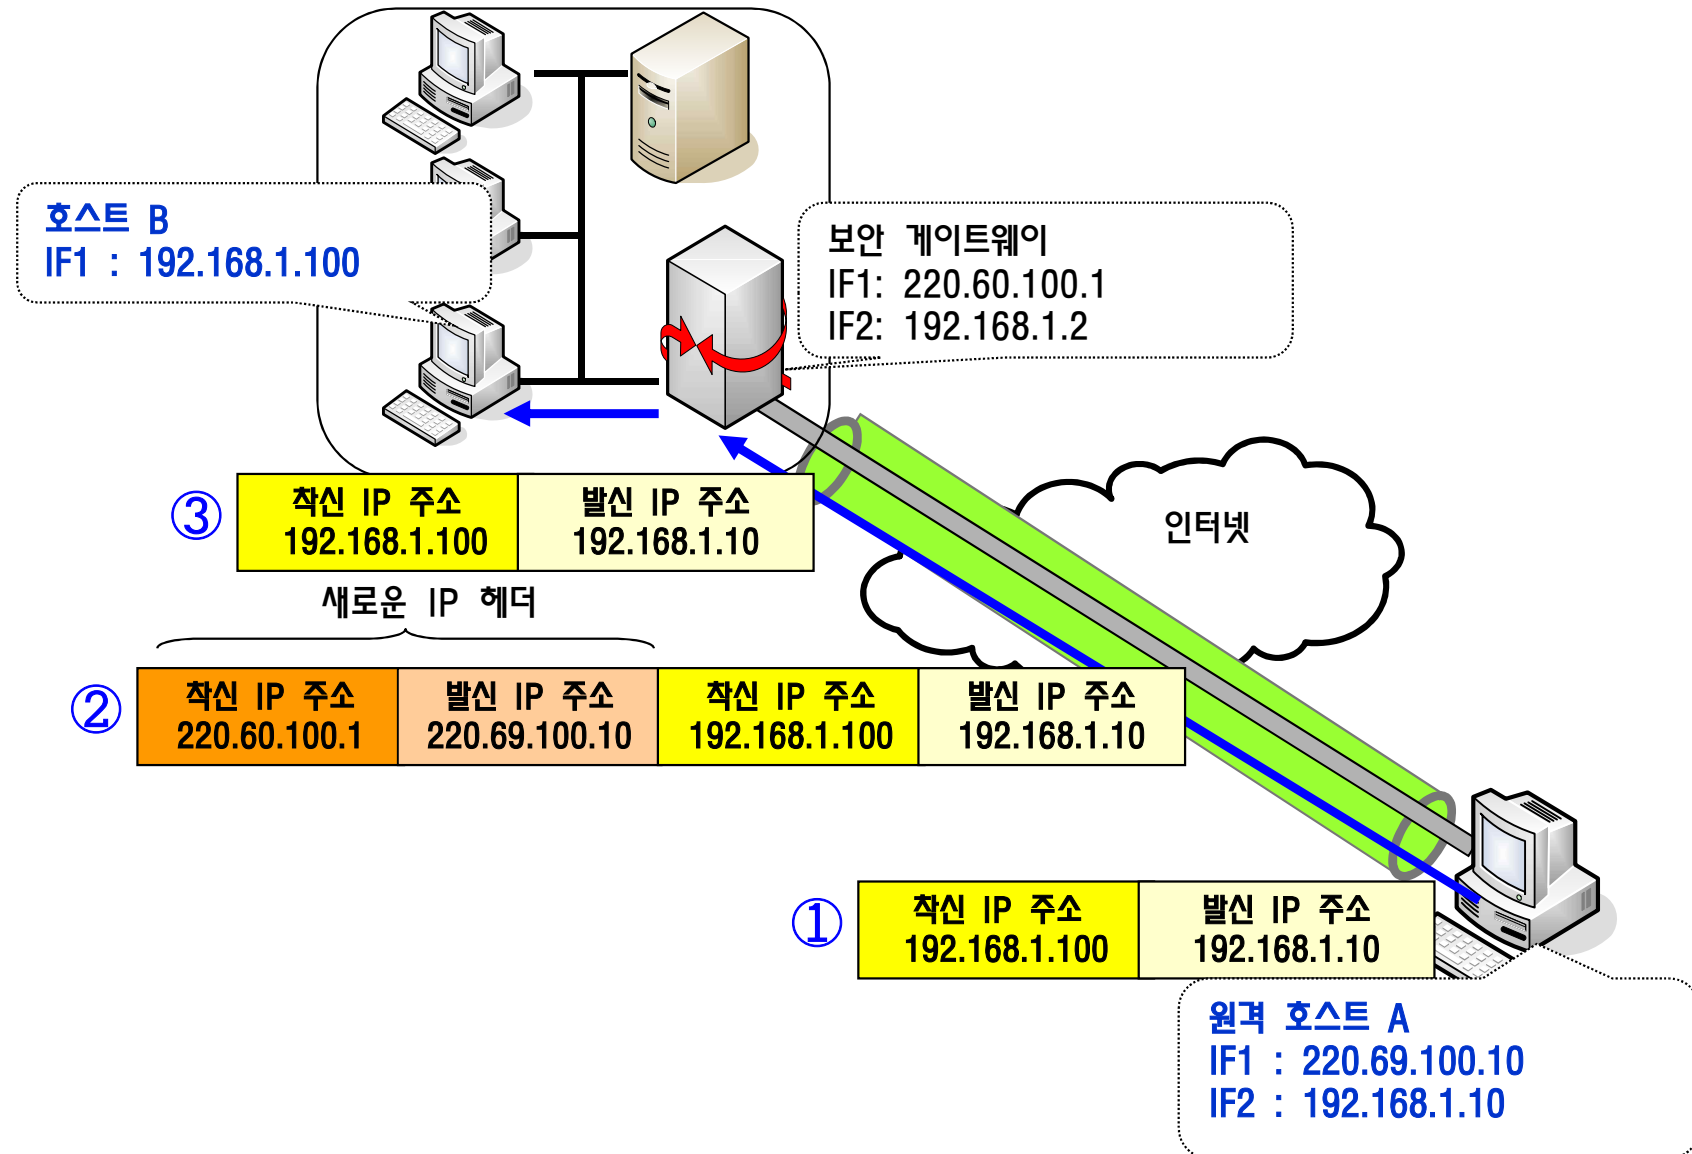 호스트 B
IF1 : 192.168.1.100
보안 게이트웨이
IF1: 220.60.100.1
IF2: 192.168.1.2
인터넷
③
착신 IP 주소
192.168.1.100
발신 IP 주소
192.168.1.10
새로운 IP 헤더
②
착신 IP 주소
220.60.100.1
발신 IP 주소
220.69.100.10
착신 IP 주소
192.168.1.100
발신 IP 주소
192.168.1.10
①
착신 IP 주소
192.168.1.100
발신 IP 주소
192.168.1.10
원격 호스트 A
IF1 : 220.69.100.10
IF2 : 192.168.1.10